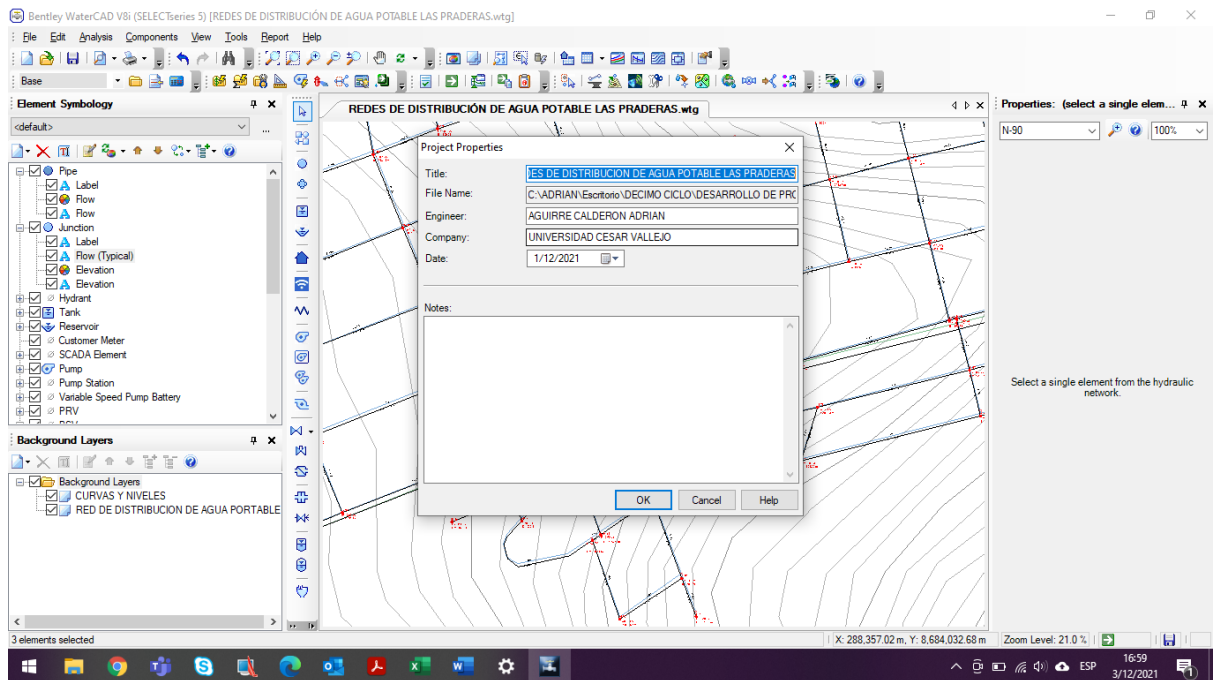 Bentley WaterCAD V8i (SELECTseries 5) [REDES DE DISTRIBUCIÓN DE AGUA POTABLE LAS PRADERAS.wtg]
File Edit Analysis Components View Tools Report Help
Base
Element Symbology
<default>
Pipe
Label
Flow
Flow
Junction
Label
Flow (Typical)
Elevation
Elevation
Hydrant
Tank
Reservoir
Customer Meter
SCADA Element
Pump
Pump Station
Variable Speed Pump Battery
PRV
Background Layers
Background Layers
CURVAS Y NIVELES
RED DE DISTRIBUCION DE AGUA PORTABLE
REDES DE DISTRIBUCIÓN DE AGUA POTABLE LAS PRADERAS.wtg
Project Properties
Title: DES DE DISTRIBUCION DE AGUA POTABLE LAS PRADERAS
File Name: C:\ADRIAN\Escritorio\DECIMO CICLO\DESARROLLO DE PRC
Engineer: AGUIRRE CALDERON ADRIAN
Company: UNIVERSIDAD CESAR VALLEJO
Date: 1/12/2021
Notes:
OK Cancel Help
Properties: (select a single elem...
N-90 100%
Select a single element from the hydraulic
network.
3 elements selected
X: 288,357.02 m, Y: 8,684,032.68 m Zoom Level: 21.0 %
ESP
16:59
3/12/2021